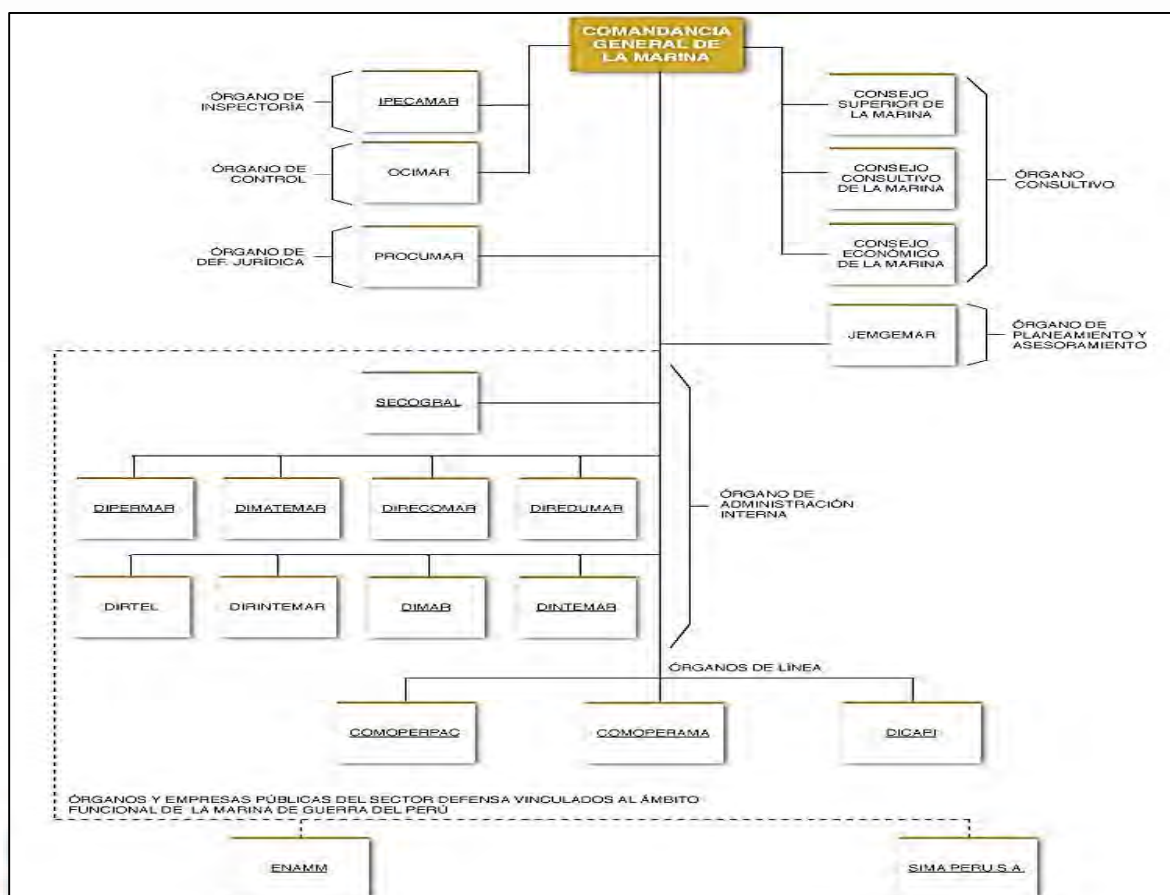 COMANDANCIA
GENERAL DE
LA MARINA
ÓRGANO DE
INSPECTORÍA
IPECAMAR
ÓRGANO DE
CONTROL
OCIMAR
ÓRGANO DE
DEF. JURÍDICA
PROCUMAR
CONSEJO
SUPERIOR DE
LA MARINA
CONSEJO
CONSULTIVO
DE LA MARINA
CONSEJO
ECONÓMICO
DE LA MARINA
ÓRGANO
CONSULTIVO
JEMGEMAR
ÓRGANO DE
PLANEAMIENTO Y
ASESORAMIENTO
SECOGRAL
DIPERMAR
DIMATEMAR
DIRECOMAR
DIREDUMAR
ÓRGANO DE
ADMINISTRACIÓN
INTERNA
DIRTEL
DIRINTEMAR
DIMAR
DINTEMAR
ÓRGANOS DE LÍNEA
COMOPERPAC
COMOPERAMA
DICAPI
ÓRGANOS Y EMPRESAS PÚBLICAS DEL SECTOR DEFENSA VINCULADOS AL ÁMBITO
FUNCIONAL DE LA MARINA DE GUERRA DEL PERÚ
ENAMM
SIMA PERU S.A.